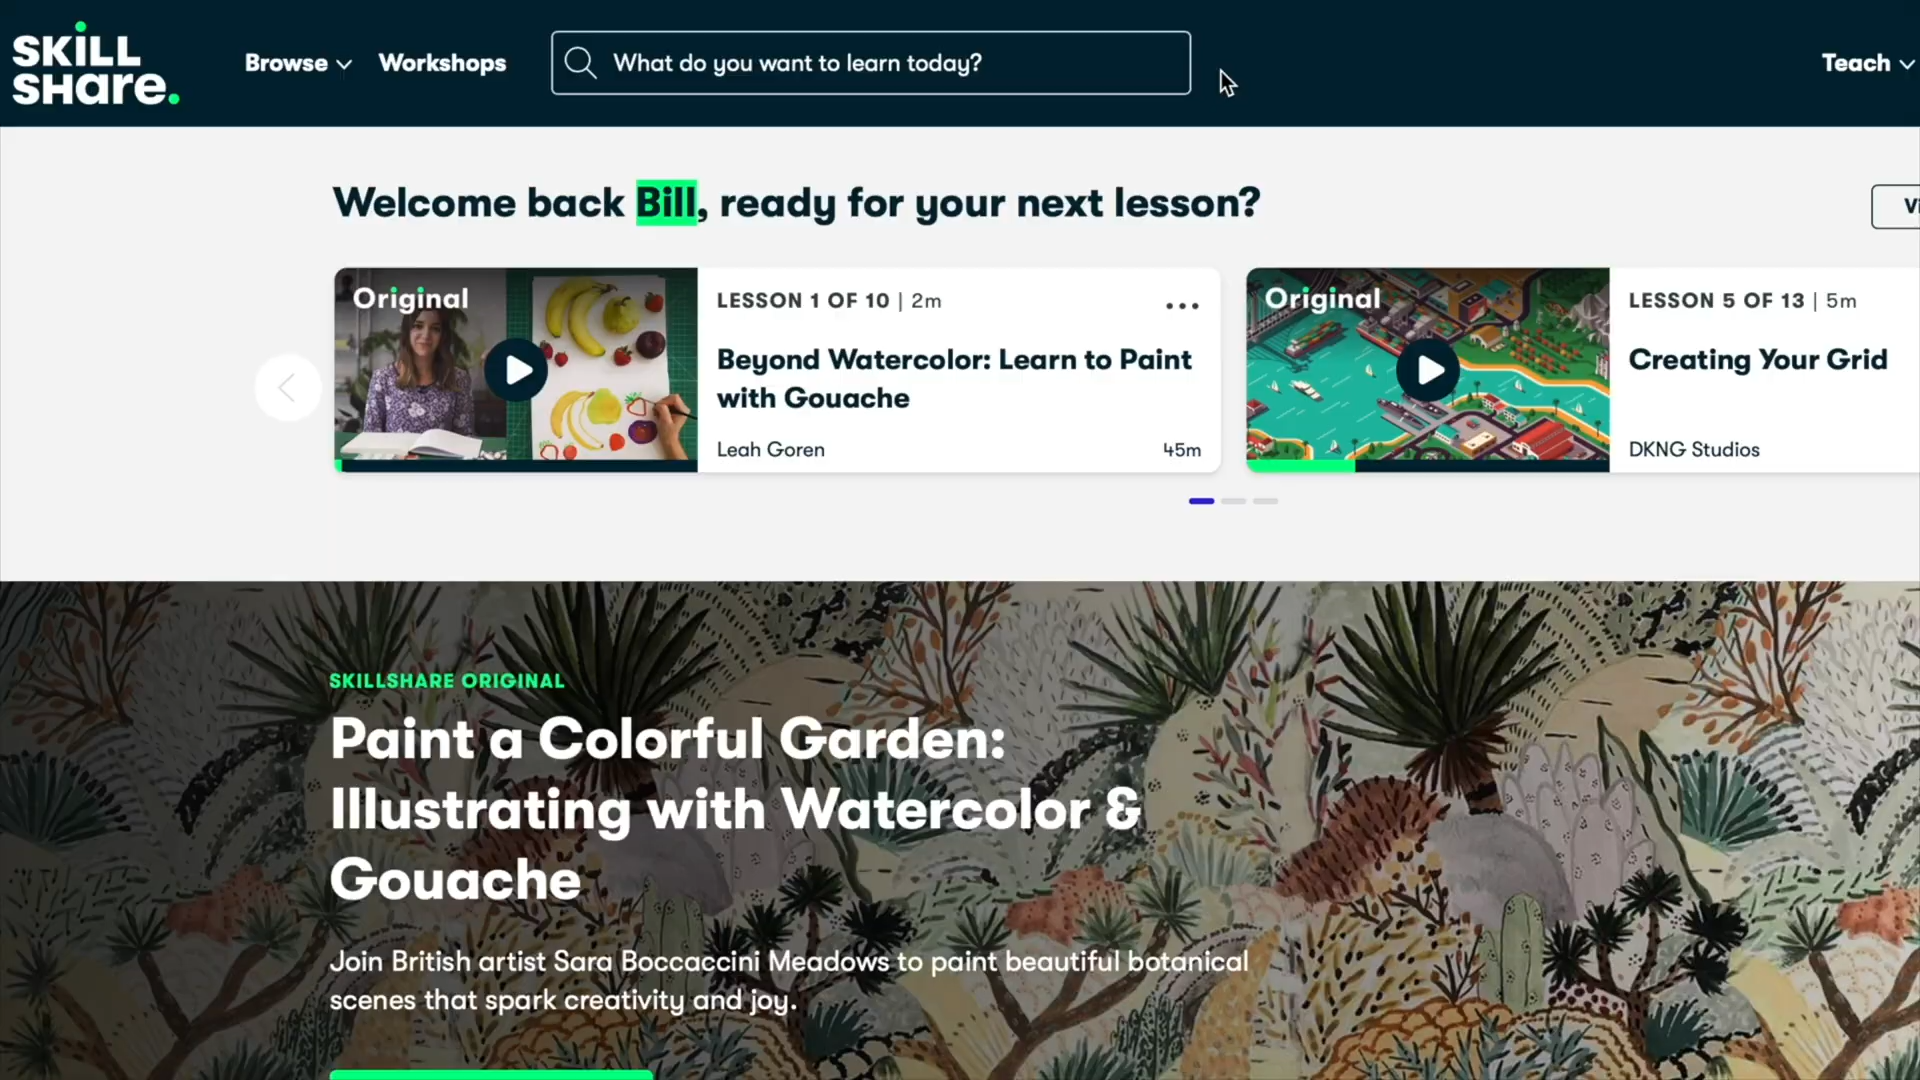 SKILL
SHARE.
Browse
Workshops
What do you want to learn today?
Teach
Welcome back Bill, ready for your next lesson?
Original
LESSON 1 OF 10 | 2m
Beyond Watercolor: Learn to Paint
with Gouache
Leah Goren
45m
Original
LESSON 5 OF 13 | 5m
Creating Your Grid
DKNG Studios
SKILLSHARE ORIGINAL
Paint a Colorful Garden:
Illustrating with Watercolor &
Gouache
Join British artist Sara Boccaccini Meadows to paint beautiful botanical
scenes that spark creativity and joy.